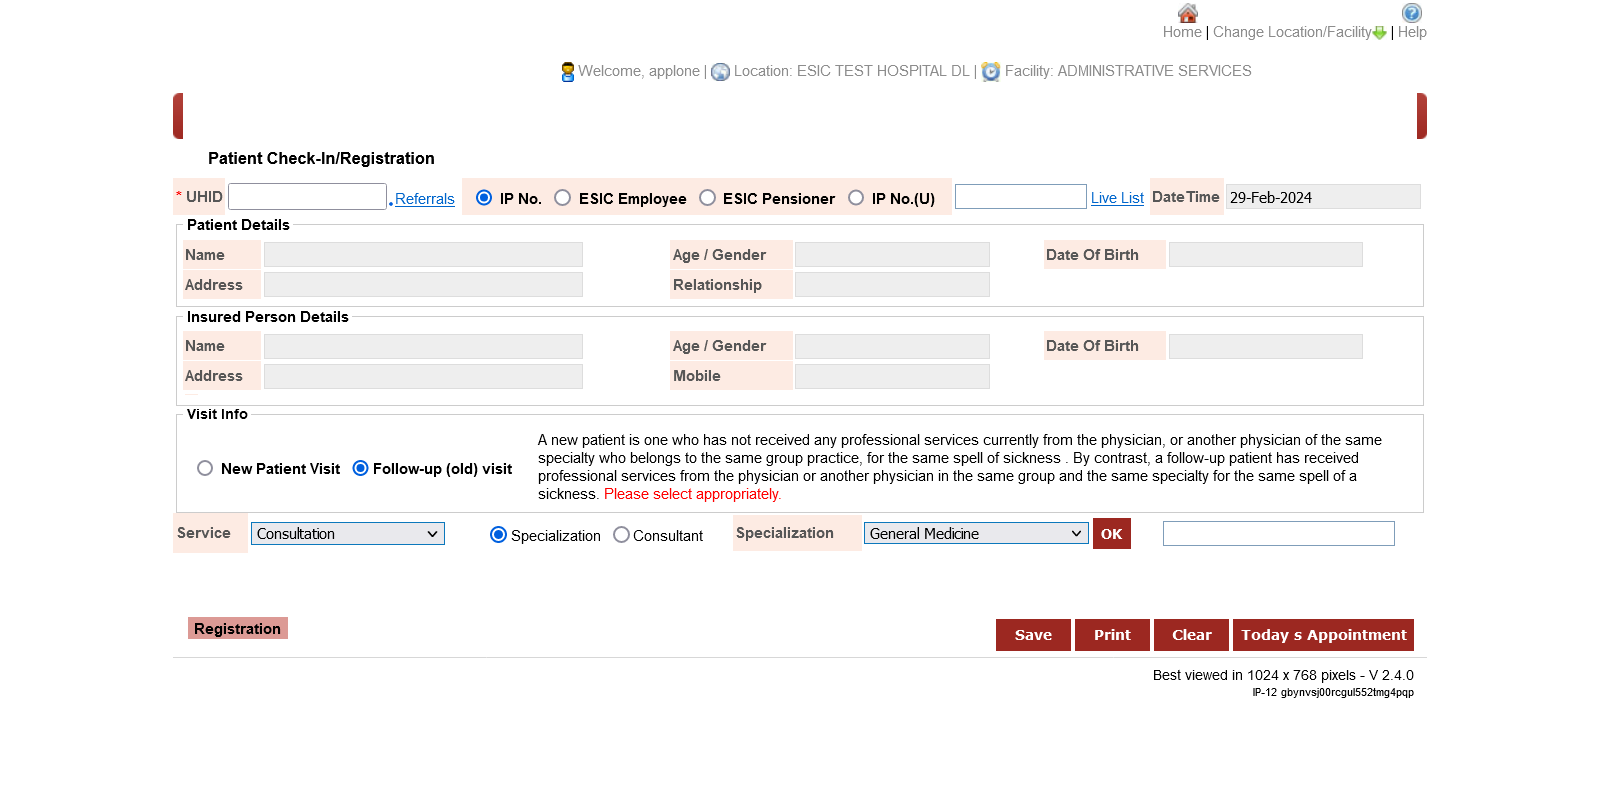 Home | Change Location/Facility | Help
Welcome, applone | Location: ESIC TEST HOSPITAL DL | Facility: ADMINISTRATIVE SERVICES
Patient Check-In/Registration
* UHID Referrals IP No. ESIC Employee ESIC Pensioner IP No.(U) Live List DateTime 29-Feb-2024
Patient Details
Name Age / Gender Date Of Birth
Address Relationship
Insured Person Details
Name Age / Gender Date Of Birth
Address Mobile
Visit Info
A new patient is one who has not received any professional services currently from the physician, or another physician of the same
specialty who belongs to the same group practice, for the same spell of sickness . By contrast, a follow-up patient has received
New Patient Visit Follow-up (old) visit
professional services from the physician or another physician in the same group and the same specialty for the same spell of a
sickness. Please select appropriately.
Service Consultation Specialization Consultant Specialization General Medicine OK
Registration Save Print Clear Today s Appointment
Best viewed in 1024 x 768 pixels - V 2.4.0
IP-12 gbynvsj00rcgul552tmg4pqp